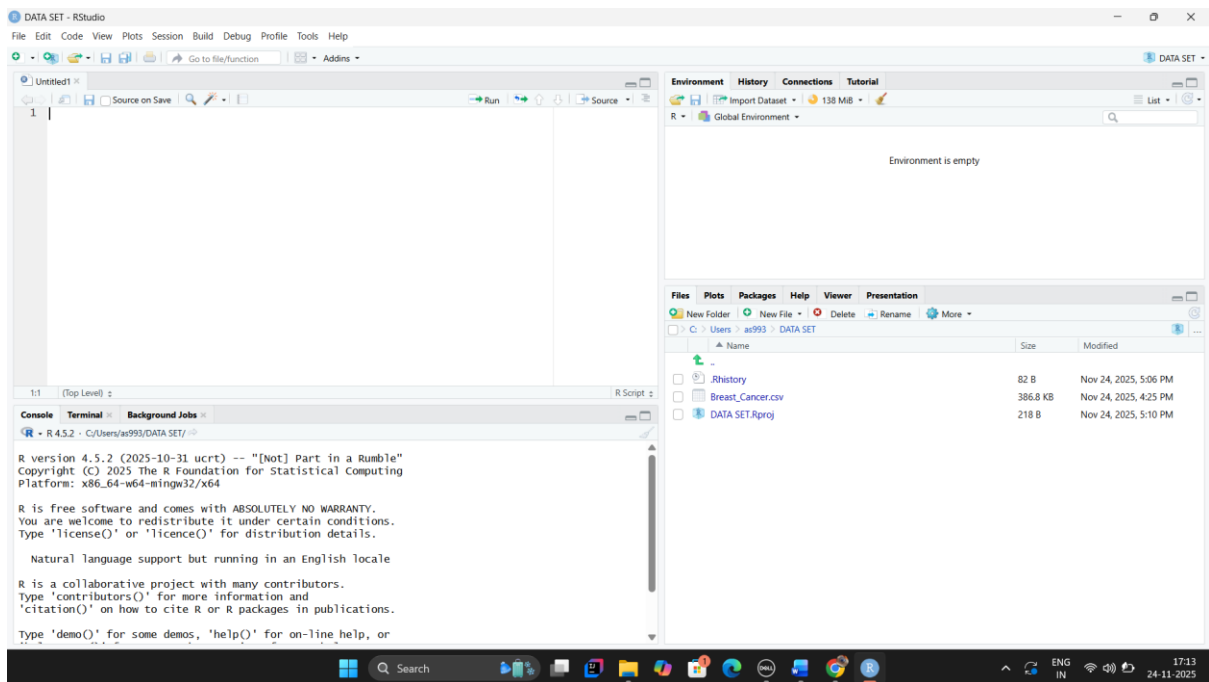 DATA SET - RStudio
File Edit Code View Plots Session Build Debug Profile Tools Help
Go to file/function Addins DATA SET
Untitled1
Source on Save Run Source
1
1:1 (Top Level) R Script
Console Terminal Background Jobs
R 4.5.2 · C:/Users/as993/DATA SET/
R version 4.5.2 (2025-10-31 ucrt) -- "[Not] Part in a Rumble"
Copyright (C) 2025 The R Foundation for Statistical Computing
Platform: x86_64-w64-mingw32/x64
R is free software and comes with ABSOLUTELY NO WARRANTY.
You are welcome to redistribute it under certain conditions.
Type 'license()' or 'licence()' for distribution details.
Natural language support but running in an English locale
R is a collaborative project with many contributors.
Type 'contributors()' for more information and
'citation()' on how to cite R or R packages in publications.
Type 'demo()' for some demos, 'help()' for on-line help, or
Environment History Connections Tutorial
Import Dataset 138 MiB List
R Global Environment
Environment is empty
Files Plots Packages Help Viewer Presentation
New Folder New File Delete Rename More
C: > Users > as993 > DATA SET
Name Size Modified
..
.Rhistory 82 B Nov 24, 2025, 5:06 PM
Breast_Cancer.csv 386.8 KB Nov 24, 2025, 4:25 PM
DATA SET.Rproj 218 B Nov 24, 2025, 5:10 PM
Search
ENG 17:13
IN 24-11-2025